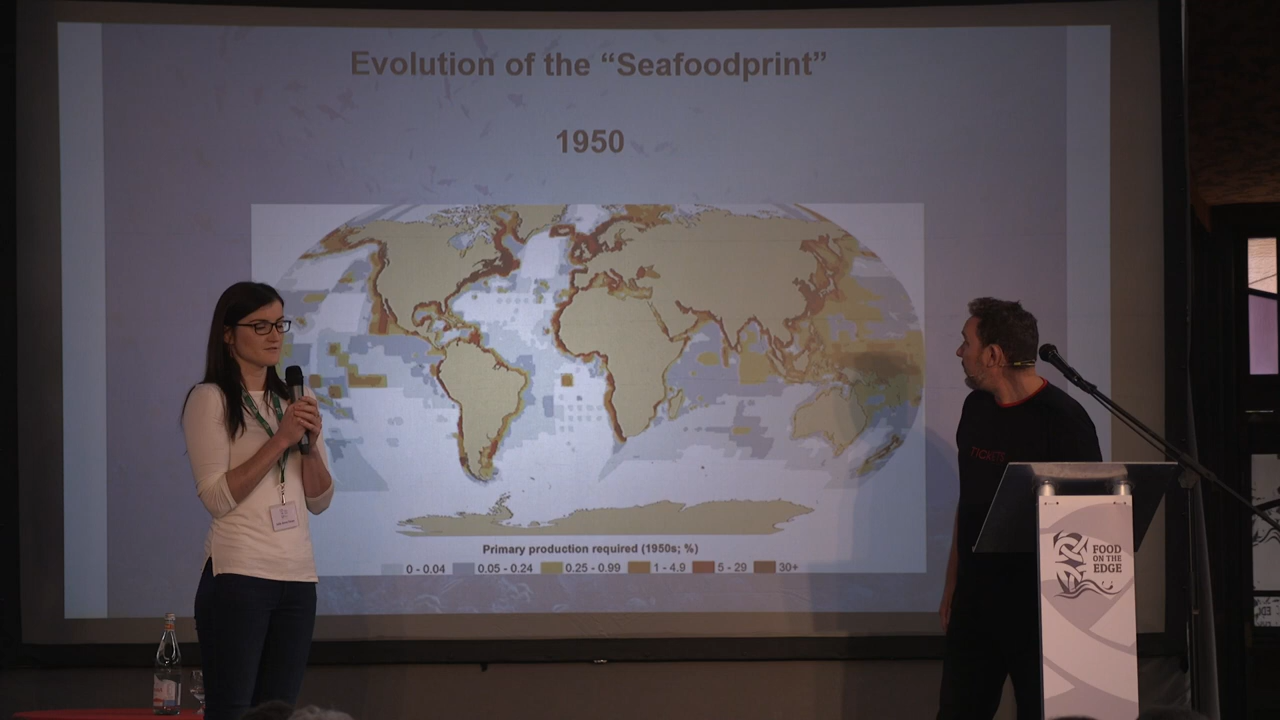 Evolution of the “Seafoodprint”
1950
Primary production required (1950s; %)
0 - 0.04 0.05 - 0.24 0.25 - 0.99 1 - 4.9 5 - 29 30+
TICKETS
FOOD
ON THE
EDGE